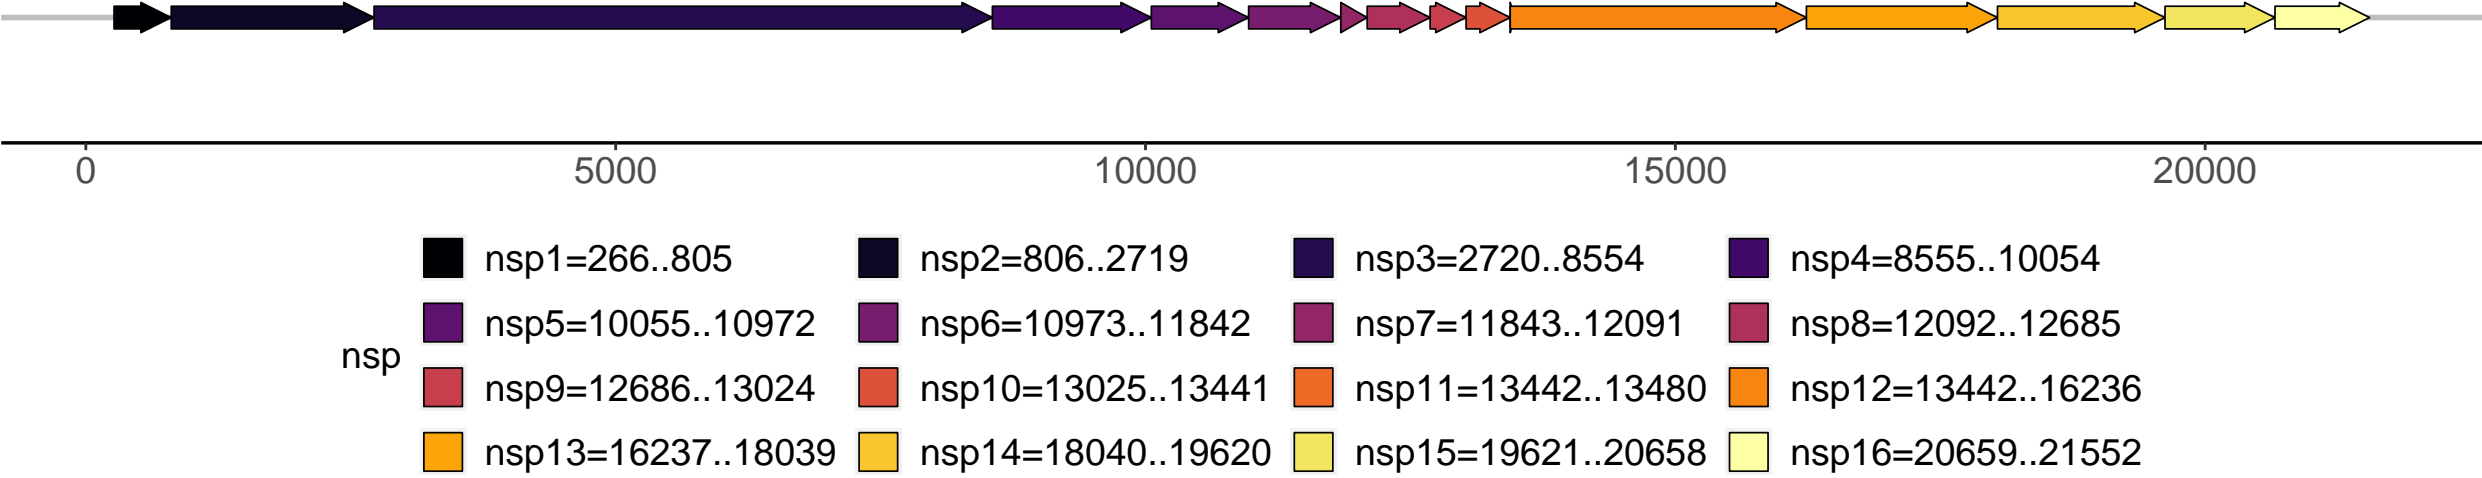 0 5000 10000 15000 20000
nsp1=266..805 nsp2=806..2719 nsp3=2720..8554 nsp4=8555..10054
nsp5=10055..10972 nsp6=10973..11842 nsp7=11843..12091 nsp8=12092..12685
nsp
nsp9=12686..13024 nsp10=13025..13441 nsp11=13442..13480 nsp12=13442..16236
nsp13=16237..18039 nsp14=18040..19620 nsp15=19621..20658 nsp16=20659..21552